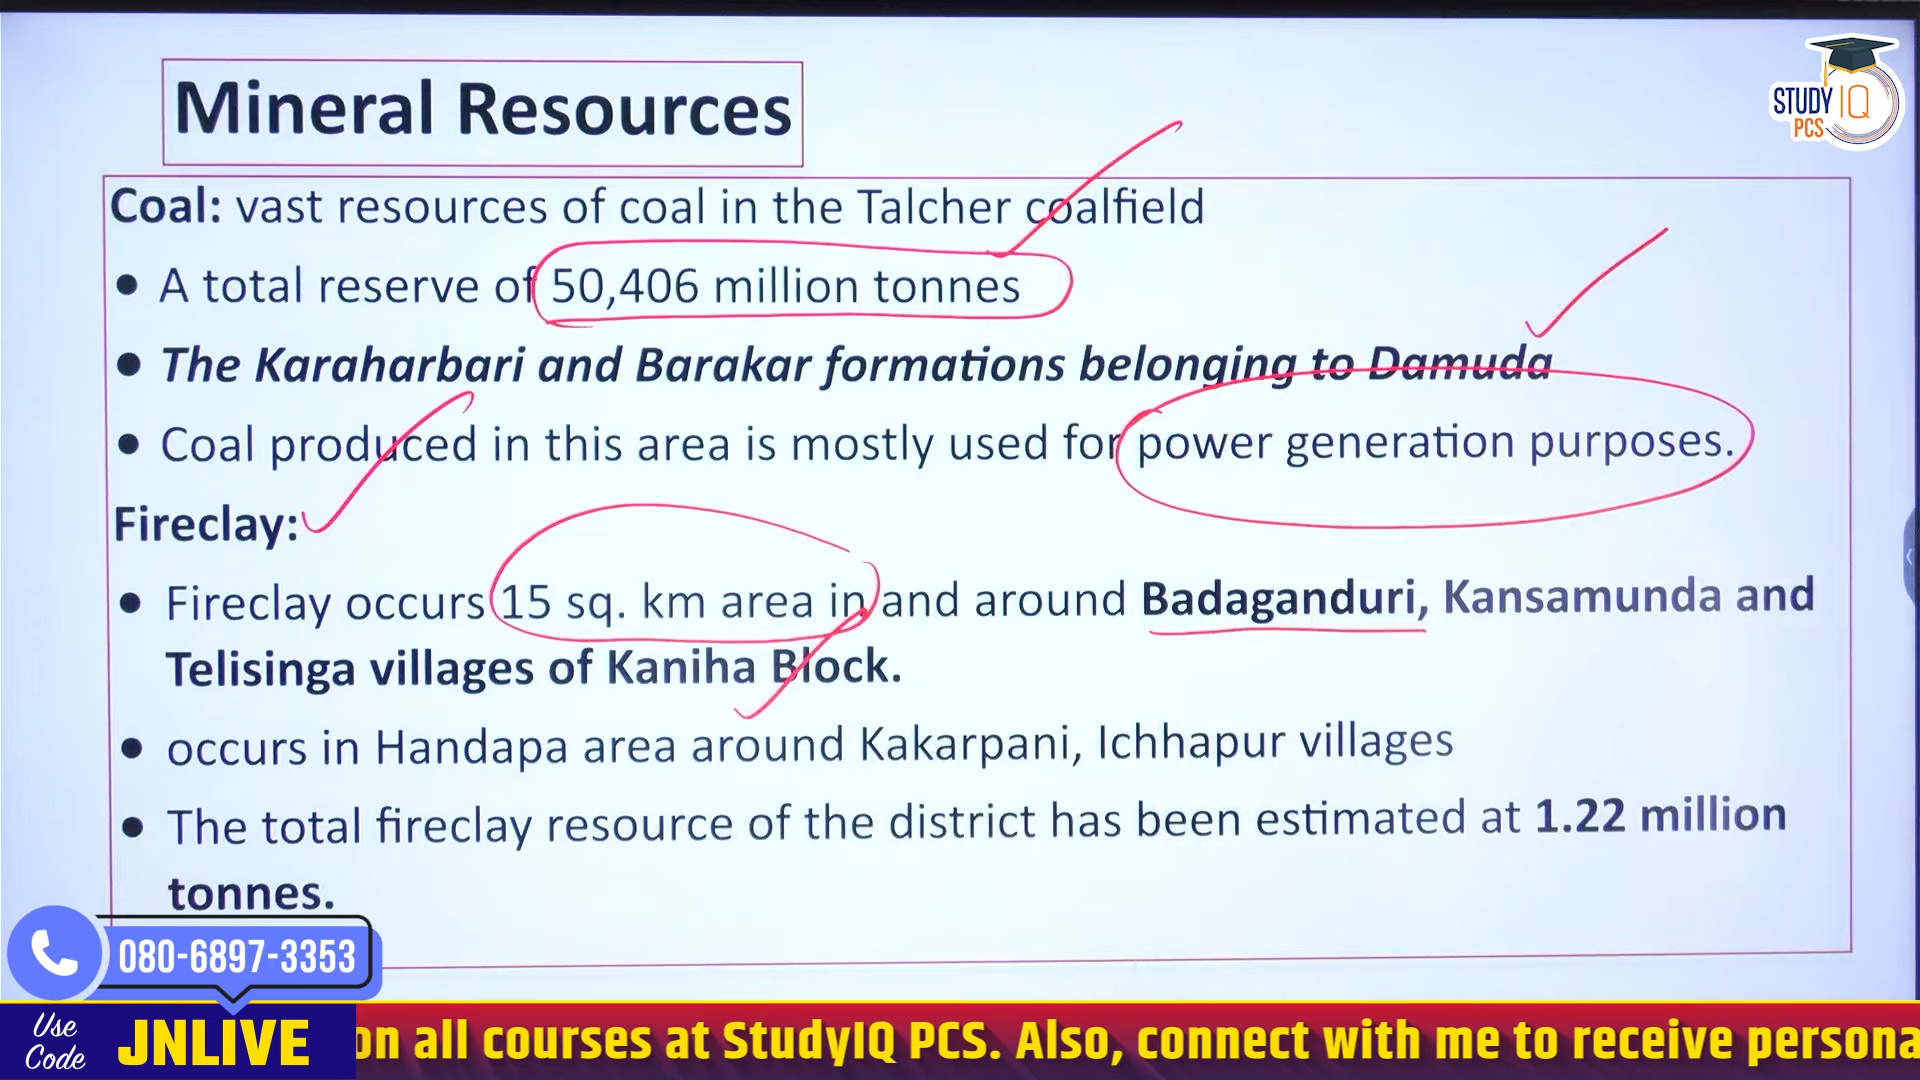 Mineral Resources
STUDY IQ
PCS
Coal: vast resources of coal in the Talcher coalfield
• A total reserve of 50,406 million tonnes
• The Karaharbari and Barakar formations belonging to Damuda
• Coal produced in this area is mostly used for power generation purposes.
Fireclay:
• Fireclay occurs 15 sq. km area in and around Badaganduri, Kansamunda and
Telisinga villages of Kaniha Block.
• occurs in Handapa area around Kakarpani, Ichhapur villages
• The total fireclay resource of the district has been estimated at 1.22 million
tonnes.
080-6897-3353
Use
Code
JNLIVE
on all courses at StudyIQ PCS. Also, connect with me to receive persona